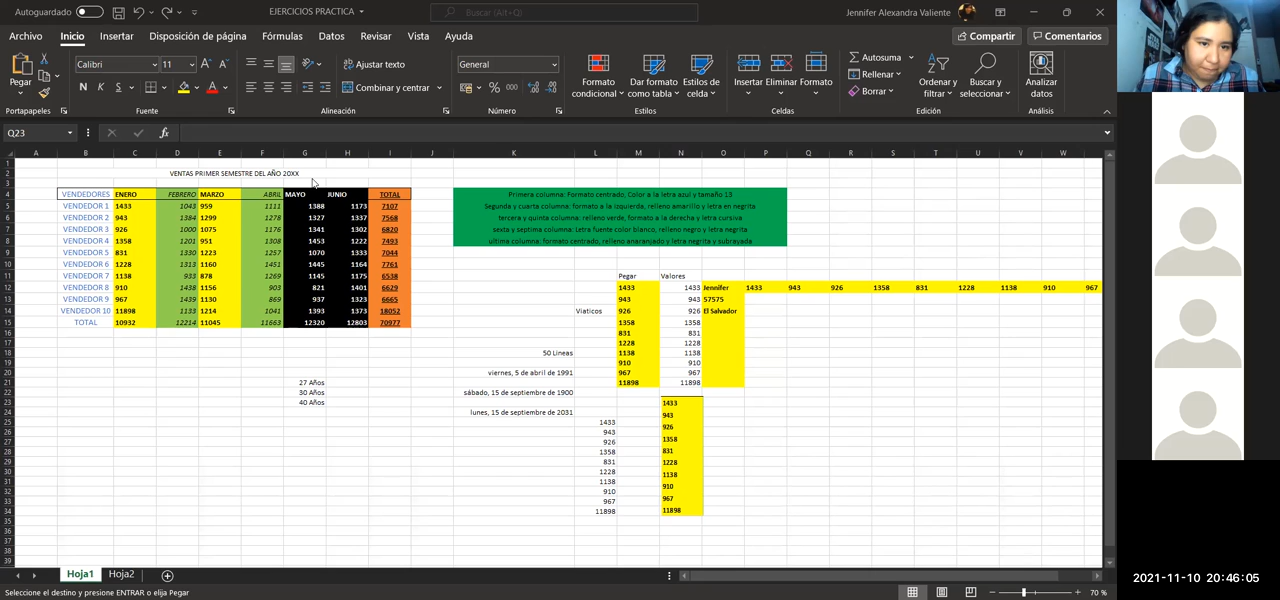 Autoguardado
EJERCICIOS PRACTICA
Buscar (Alt+Q)
Jennifer Alexandra Valiente
Archivo Inicio Insertar Disposición de página Fórmulas Datos Revisar Vista Ayuda
Compartir Comentarios
Pegar
Calibri 11
N K S
Ajustar texto
Combinar y centrar
General
% 000
Formato condicional
Dar formato como tabla
Estilos de celda
Insertar Eliminar Formato
Autosuma
Rellenar
Borrar
Ordenar y filtrar
Buscar y seleccionar
Analizar datos
Portapapeles Fuente Alineación Número Estilos Celdas Edición Análisis
Q23 fx
A B C D E F G H I J K L M N O P Q R S T U V W
VENTAS PRIMER SEMESTRE DEL AÑO 20XX
VENDEDORES ENERO FEBRERO MARZO ABRIL MAYO JUNIO TOTAL
VENDEDOR 1 1433 1043 959 1111 1388 1173 7107
VENDEDOR 2 943 1384 1299 1278 1327 1337 7568
VENDEDOR 3 926 1000 1075 1176 1341 1302 6820
VENDEDOR 4 1358 1201 951 1308 1453 1222 7493
VENDEDOR 5 831 1330 1223 1257 1070 1333 7044
VENDEDOR 6 1228 1313 1160 1451 1445 1164 7761
VENDEDOR 7 1138 933 878 1269 1145 1175 6538
VENDEDOR 8 910 1438 1156 903 821 1401 6629
VENDEDOR 9 967 1439 1130 869 937 1323 6665
VENDEDOR 10 11898 1133 1214 1041 1393 1373 18052
TOTAL 10932 12214 11045 11663 12320 12803 70977
Primera columna: Formato centrado, Color a la letra azul y tamaño 13
Segunda y cuarta columna: formato a la izquierda, relleno amarillo y letra en negrita
tercera y quinta columna: relleno verde, formato a la derecha y letra cursiva
sexta y septima columna: Letra fuente color blanco, relleno negro y letra negrita
ultima columna: formato centrado, relleno anaranjado y letra negrita y subrayada
Pegar Valores
1433 1433 Jennifer 1433 943 926 1358 831 1228 1138 910 967
943 943 57575
Viaticos 926 926 El Salvador
1358 1358
831 831
1228 1228
50 Lineas 1138 1138
910 910
viernes, 5 de abril de 1991 967 967
27 Años 11898 11898
30 Años sábado, 15 de septiembre de 1900
40 Años 1433
lunes, 15 de septiembre de 2031 943
1433 926
943 1358
926 831
1358 1228
831 1138
1228 910
1138 967
910 11898
967
11898
Hoja1 Hoja2
Seleccione el destino y presione ENTRAR o elija Pegar
70 %
2021-11-10 20:46:05